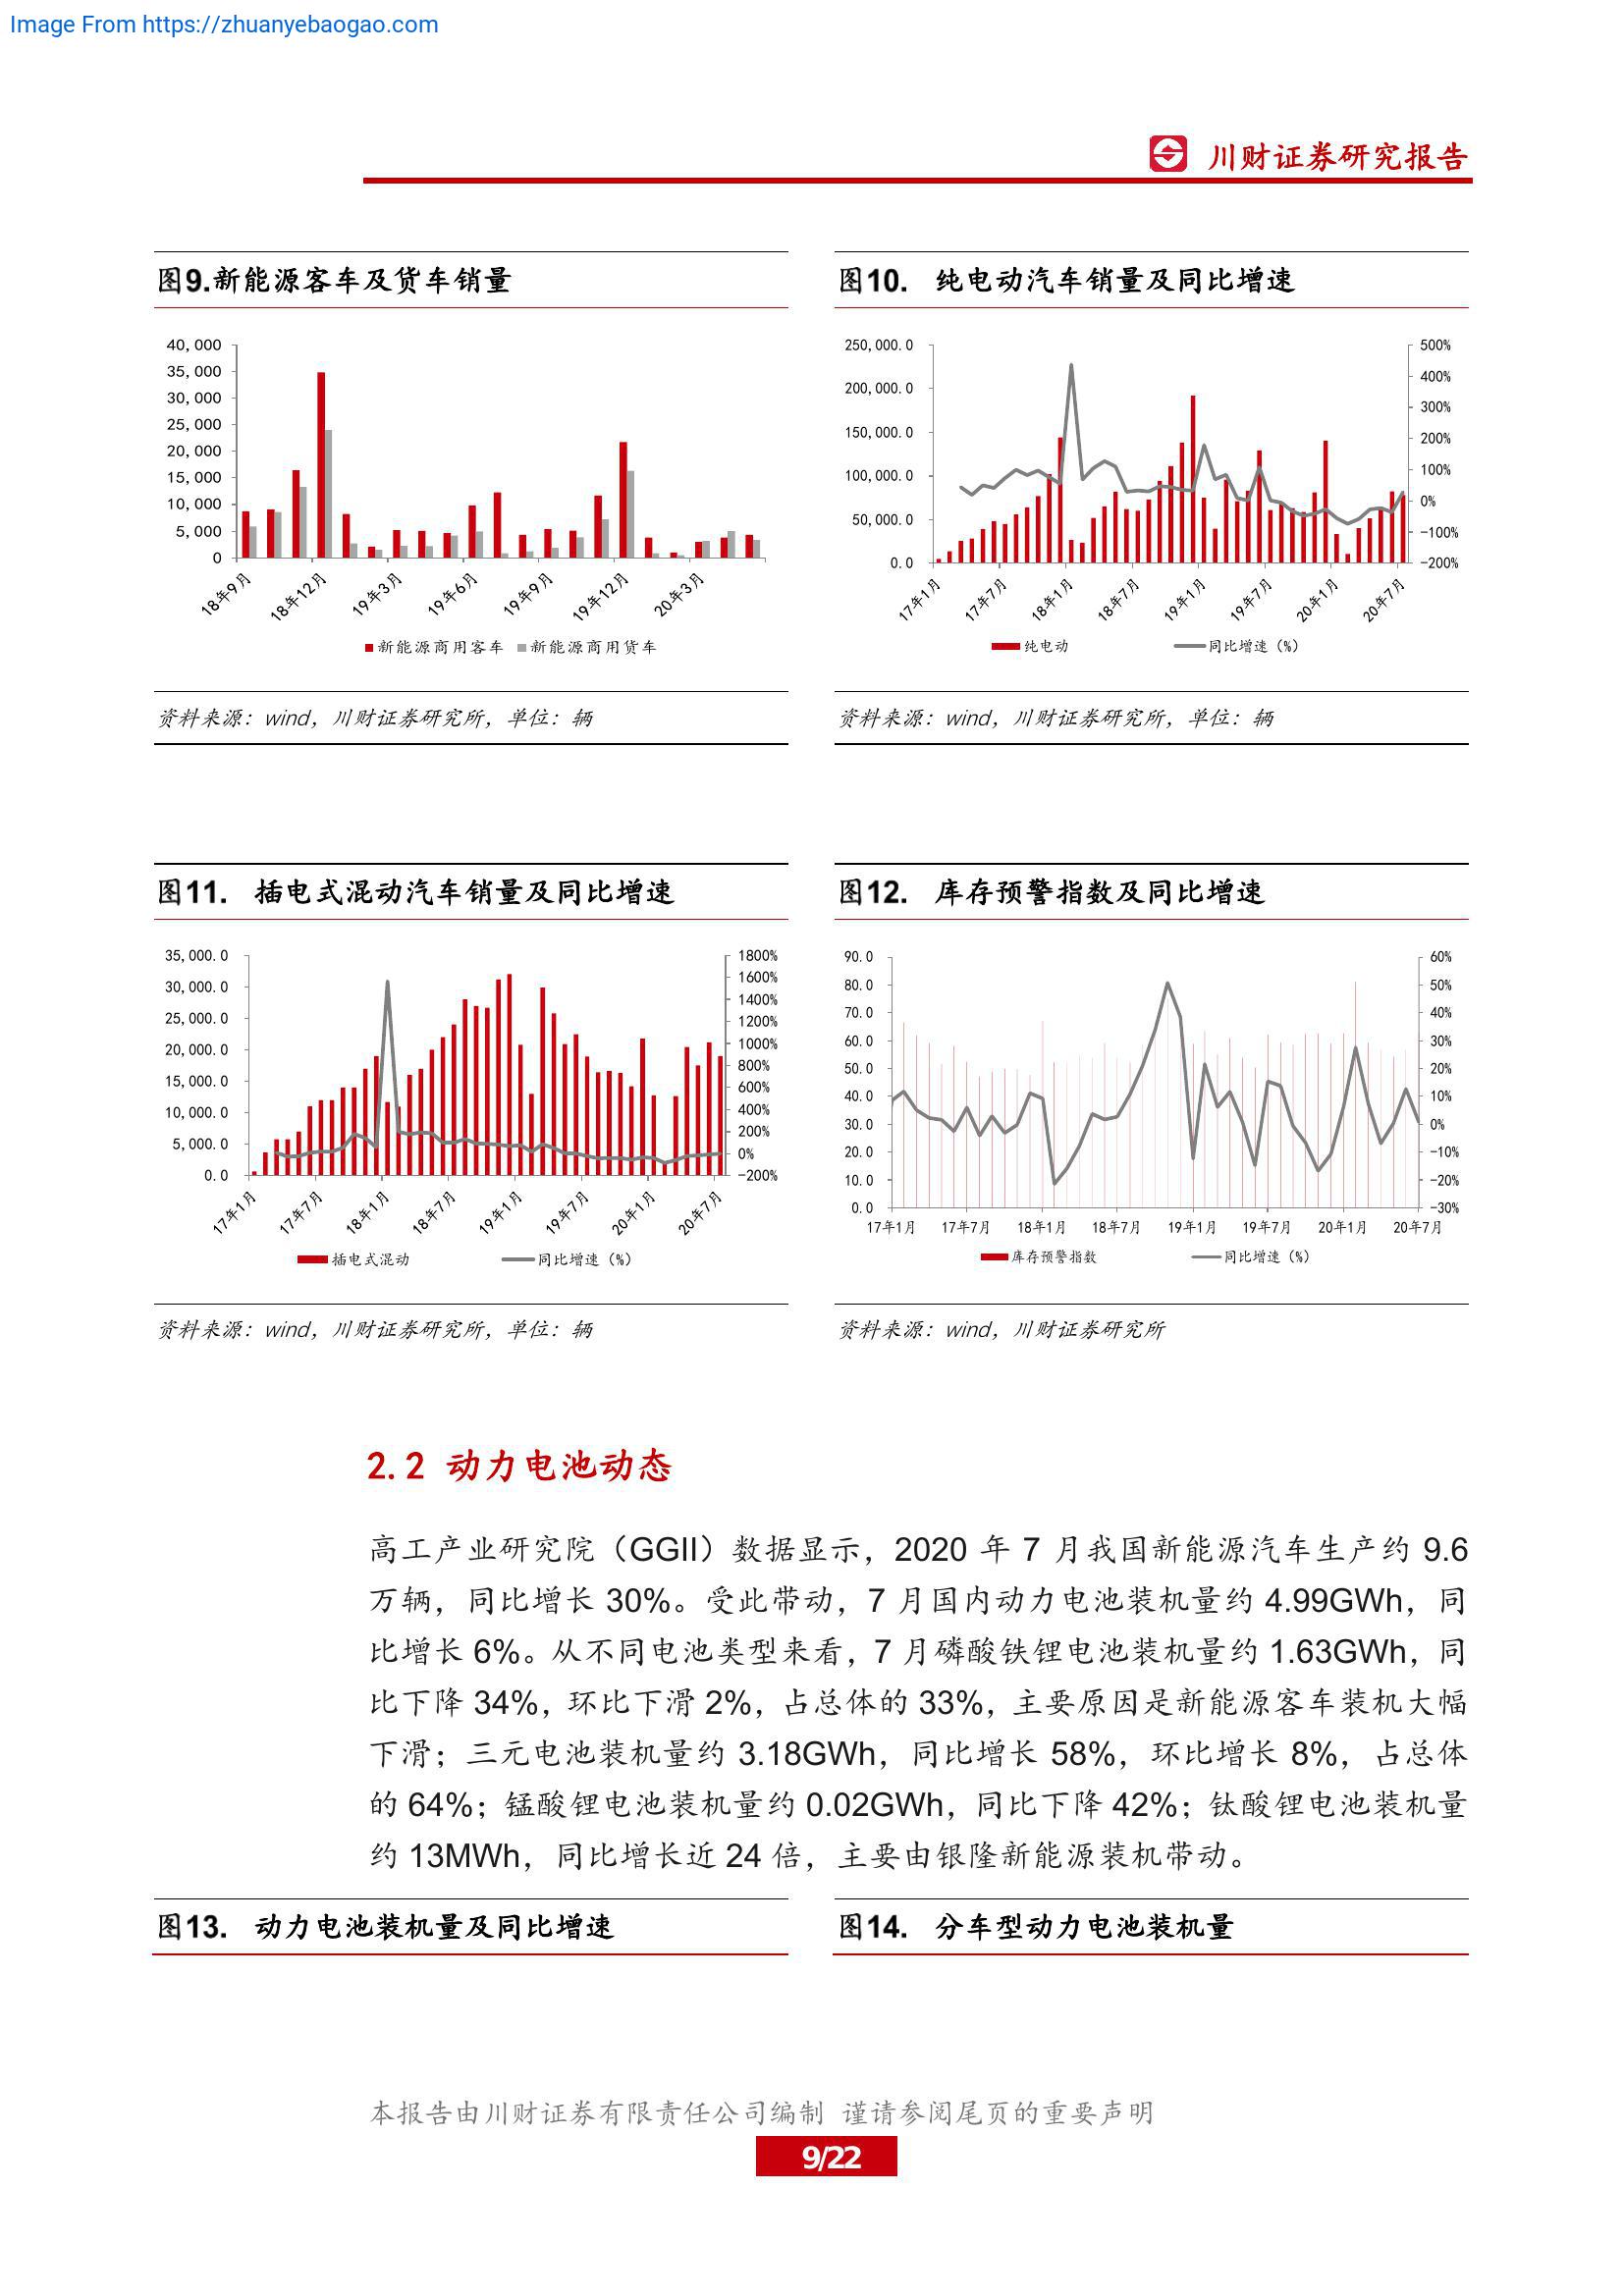 Image From https://zhuanyebaogao.com
川财证券研究报告
图9.新能源客车及货车销量
40,000
35,000
30,000
25,000
20,000
15,000
10,000
5,000
0
18年9月
18年12月
19年3月
19年6月
19年9月
19年12月
20年3月
新能源商用客车 新能源商用货车
资料来源：wind，川财证券研究所，单位：辆
图10. 纯电动汽车销量及同比增速
250,000.0
200,000.0
150,000.0
100,000.0
50,000.0
0.0
500%
400%
300%
200%
100%
0%
-100%
-200%
17年1月
17年7月
18年1月
18年7月
19年1月
19年7月
20年1月
20年7月
纯电动 同比增速（%）
资料来源：wind，川财证券研究所，单位：辆
图11. 插电式混动汽车销量及同比增速
35,000.0
30,000.0
25,000.0
20,000.0
15,000.0
10,000.0
5,000.0
0.0
1800%
1600%
1400%
1200%
1000%
800%
600%
400%
200%
0%
-200%
17年1月
17年7月
18年1月
18年7月
19年1月
19年7月
20年1月
20年7月
插电式混动 同比增速（%）
资料来源：wind，川财证券研究所，单位：辆
图12. 库存预警指数及同比增速
90.0
80.0
70.0
60.0
50.0
40.0
30.0
20.0
10.0
0.0
60%
50%
40%
30%
20%
10%
0%
-10%
-20%
-30%
17年1月 17年7月 18年1月 18年7月 19年1月 19年7月 20年1月 20年7月
库存预警指数 同比增速（%）
资料来源：wind，川财证券研究所
2.2 动力电池动态
高工产业研究院（GGII）数据显示，2020 年 7 月我国新能源汽车生产约 9.6
万辆，同比增长 30%。受此带动，7 月国内动力电池装机量约 4.99GWh，同
比增长 6%。从不同电池类型来看，7 月磷酸铁锂电池装机量约 1.63GWh，同
比下降 34%，环比下滑 2%，占总体的 33%，主要原因是新能源客车装机大幅
下滑；三元电池装机量约 3.18GWh，同比增长 58%，环比增长 8%，占总体
的 64%；锰酸锂电池装机量约 0.02GWh，同比下降 42%；钛酸锂电池装机量
约 13MWh，同比增长近 24 倍，主要由银隆新能源装机带动。
图13. 动力电池装机量及同比增速
图14. 分车型动力电池装机量
本报告由川财证券有限责任公司编制 谨请参阅尾页的重要声明
9/22